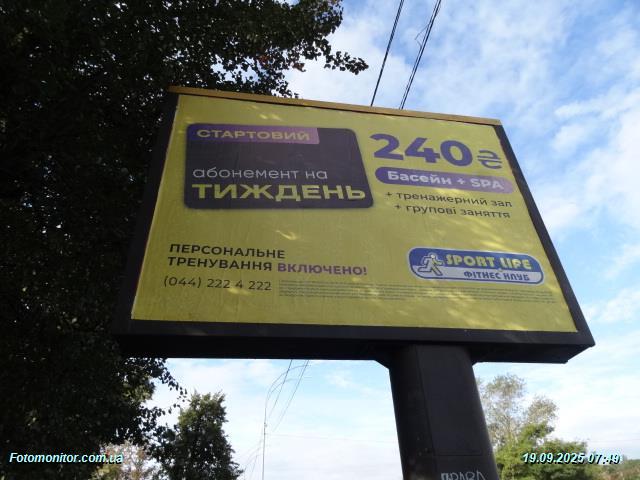 СТАРТОВИЙ
абонемент на
ТИЖДЕНЬ
240₴
Басейн + SPA
+ тренажерний зал
+ групові заняття
ПЕРСОНАЛЬНЕ
ТРЕНУВАННЯ ВКЛЮЧЕНО!
(044) 222 4 222
SPORT LIFE
ФІТНЕС КЛУБ
Fotomonitor.com.ua
19.09.2025 07:49